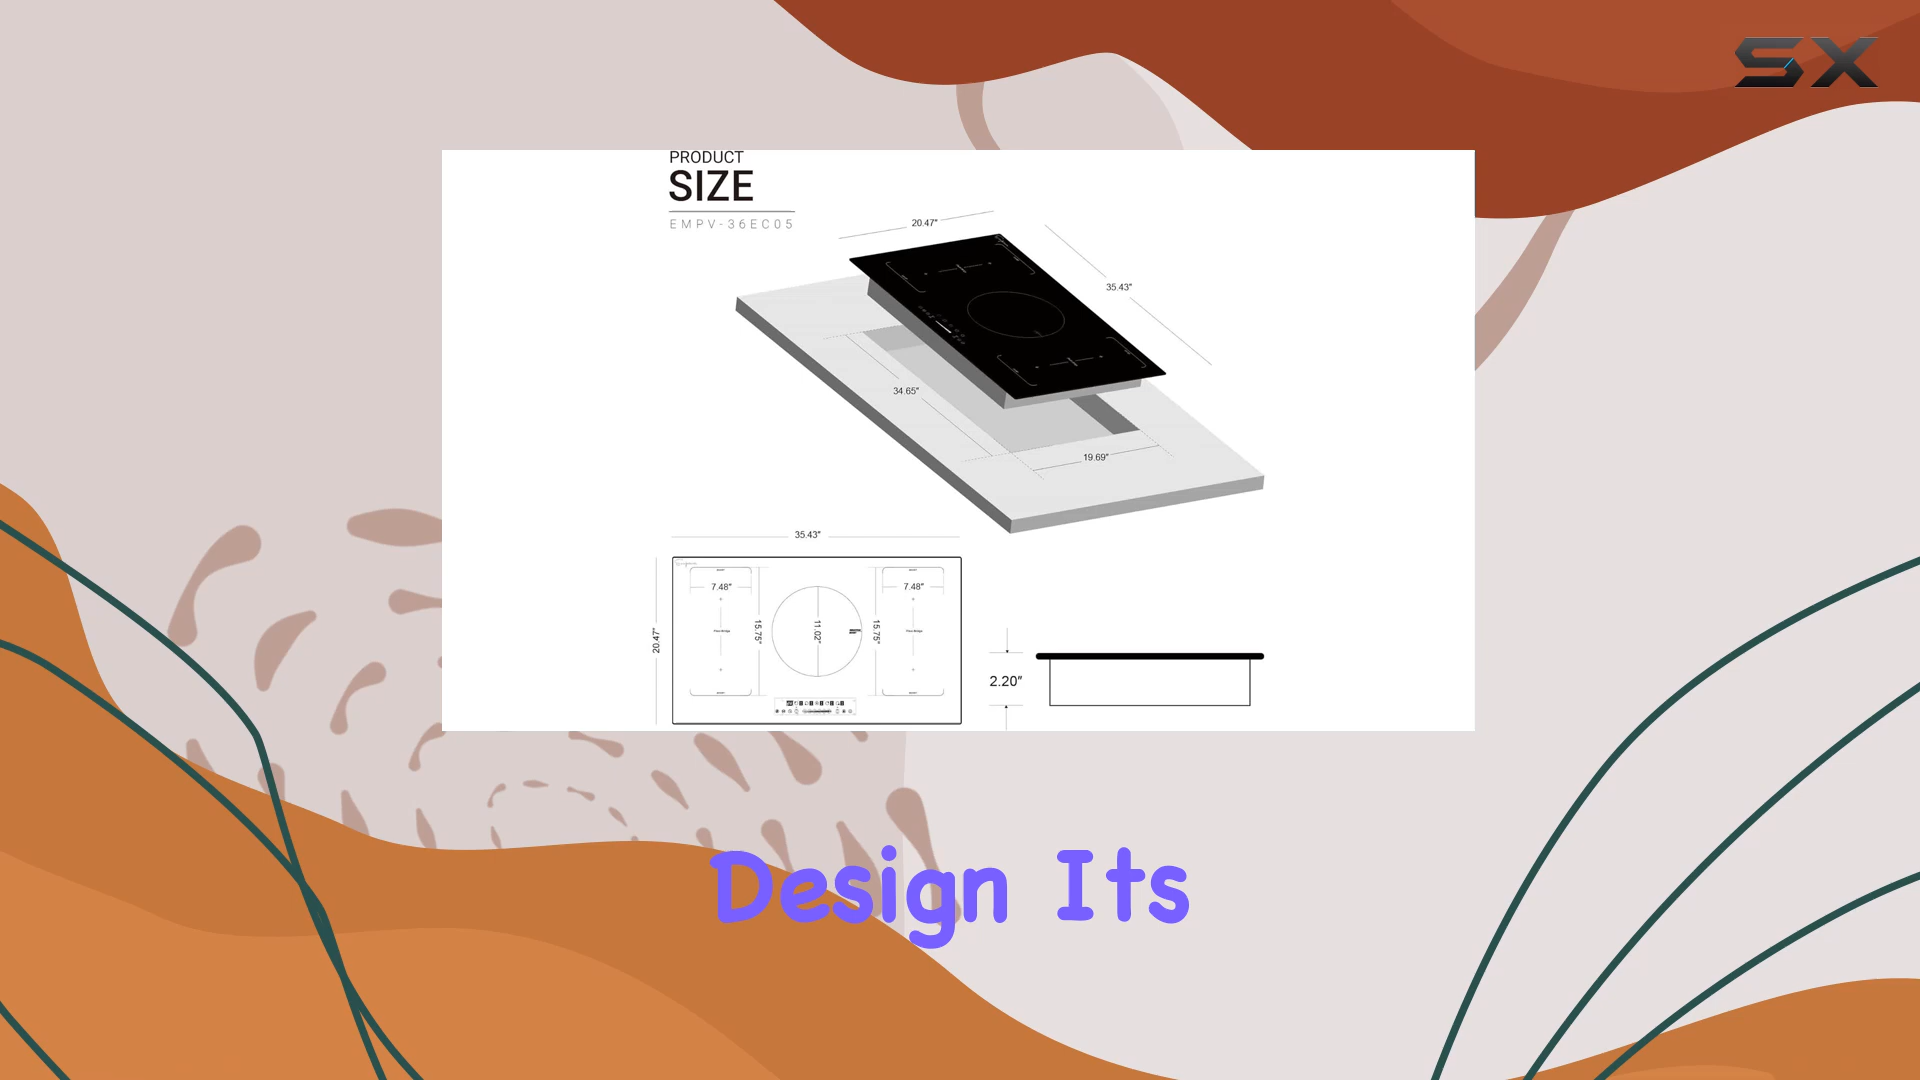 SX
PRODUCT
SIZE
EMPV-36EC05
20.47"
35.43"
34.65"
19.69"
35.43"
7.48"
7.48"
15.75"
11.02"
15.75"
20.47"
2.20"
Design Its